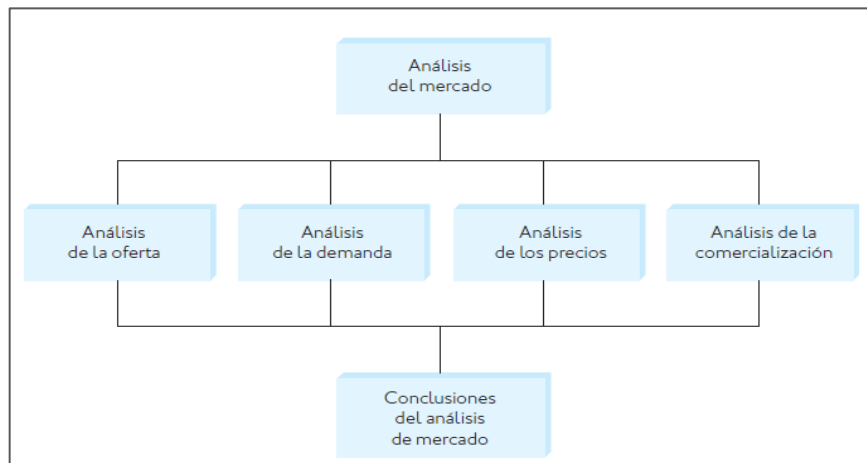 Análisis
del mercado
Análisis
de la oferta
Análisis
de la demanda
Análisis
de los precios
Análisis de la
comercialización
Conclusiones
del análisis
de mercado